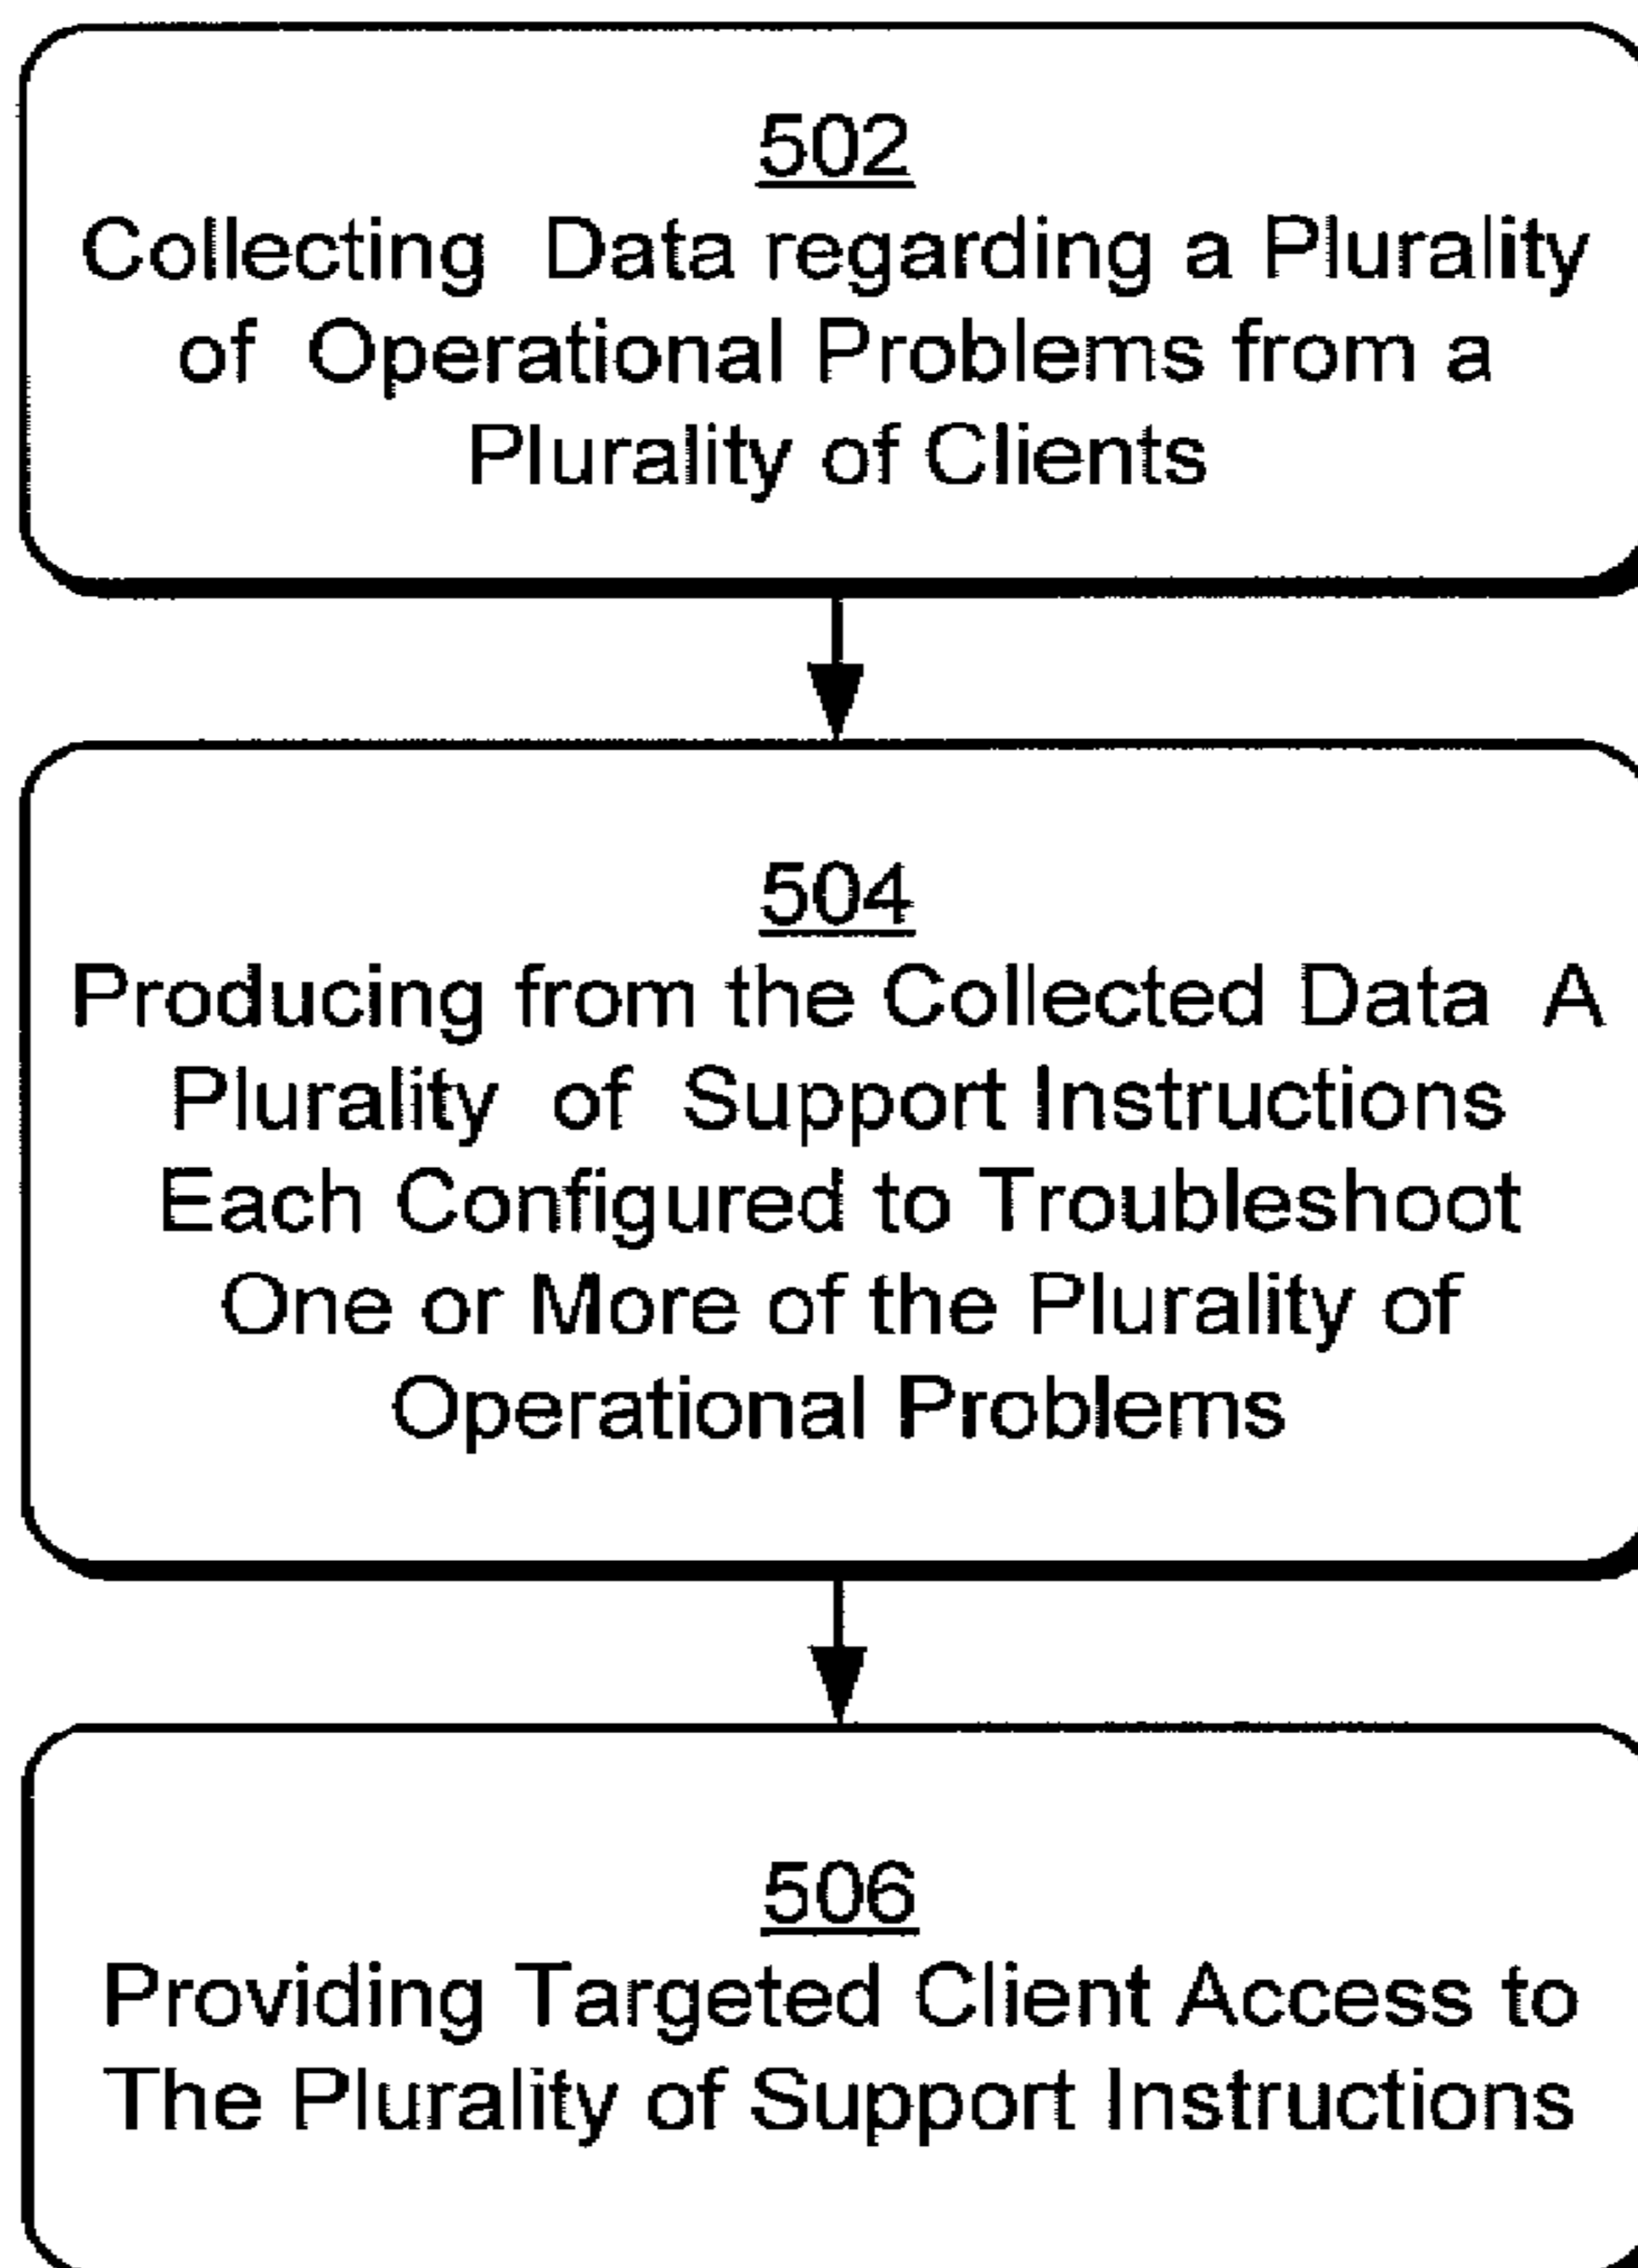 502
Collecting Data regarding a Plurality
of Operational Problems from a
Plurality of Clients
504
Producing from the Collected Data A
Plurality of Support Instructions
Each Configured to Troubleshoot
One or More of the Plurality of
Operational Problems
506
Providing Targeted Client Access to
The Plurality of Support Instructions